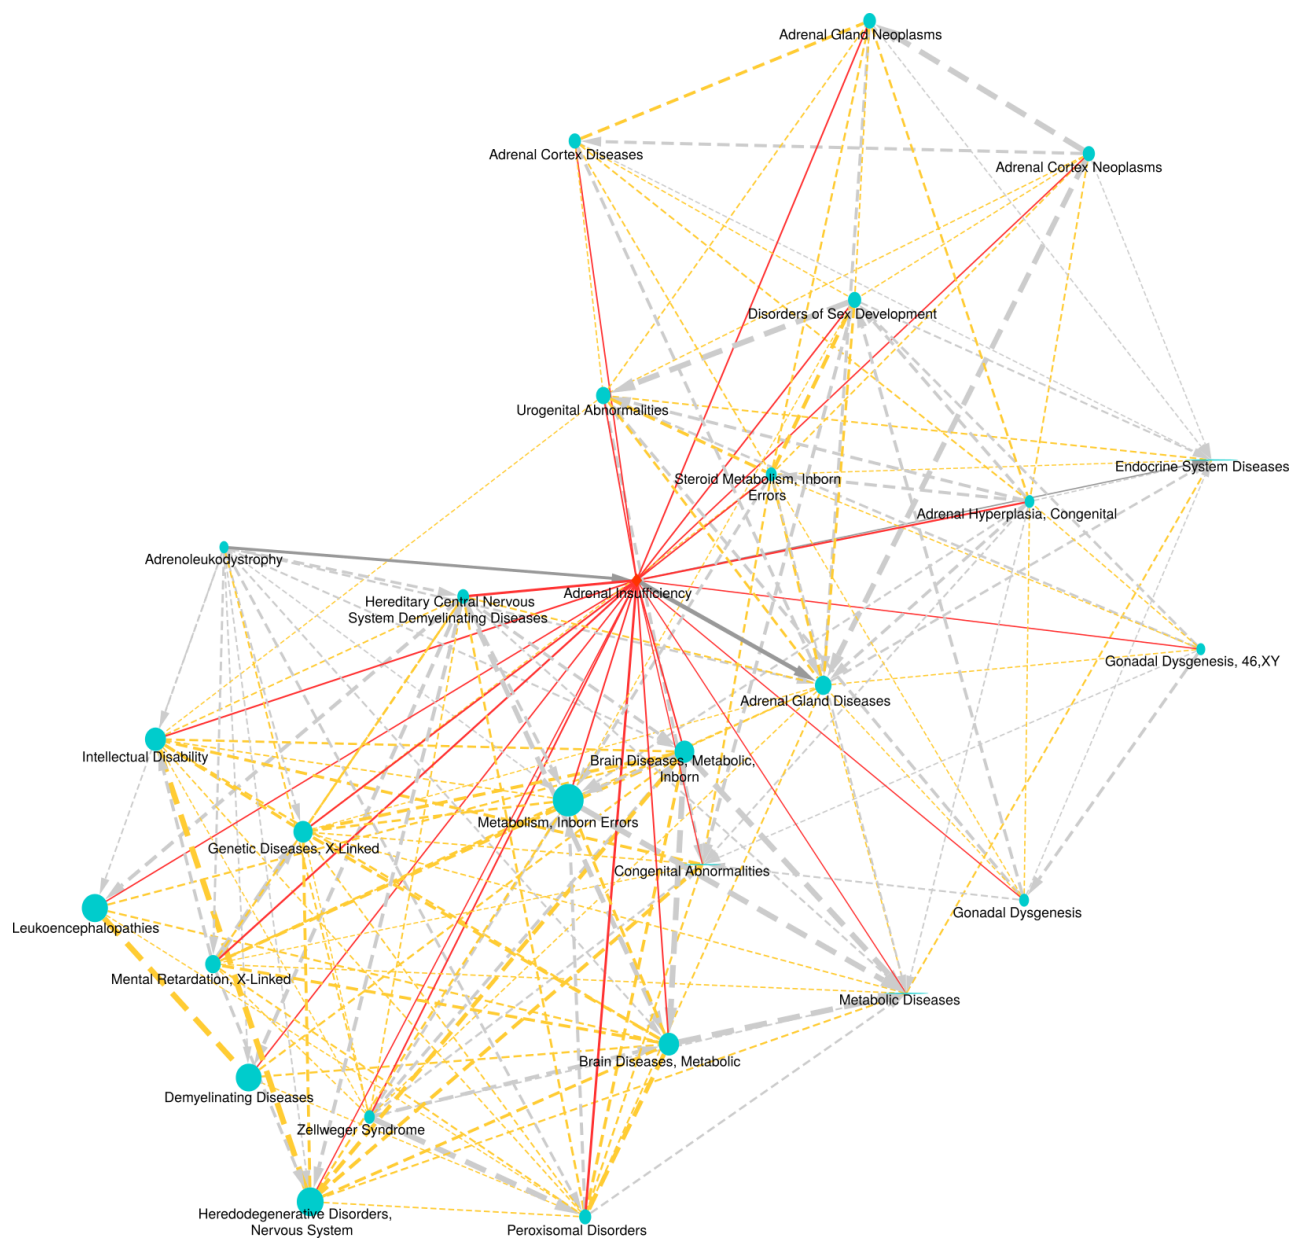 Adrenal Gland Neoplasms
Adrenal Cortex Diseases
Adrenal Cortex Neoplasms
Disorders of Sex Development
Urogenital Abnormalities
Endocrine System Diseases
Steroid Metabolism, Inborn
Errors
Adrenal Hyperplasia, Congenital
Adrenoleukodystrophy
Adrenal Insufficiency
Hereditary Central Nervous
System Demyelinating Diseases
Gonadal Dysgenesis, 46,XY
Adrenal Gland Diseases
Intellectual Disability
Brain Diseases, Metabolic,
Inborn
Metabolism, Inborn Errors
Genetic Diseases, X-Linked
Congenital Abnormalities
Gonadal Dysgenesis
Leukoencephalopathies
Mental Retardation, X-Linked
Metabolic Diseases
Brain Diseases, Metabolic
Demyelinating Diseases
Zellweger Syndrome
Heredodegenerative Disorders,
Nervous System
Peroxisomal Disorders